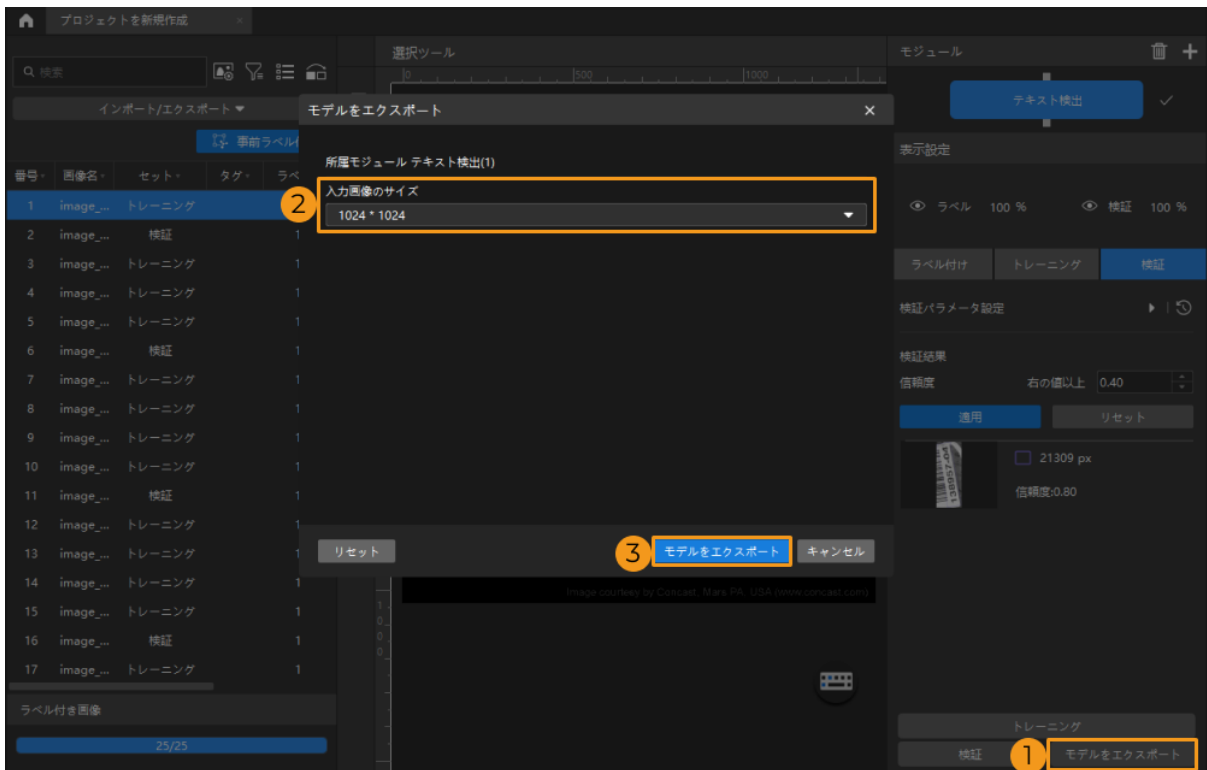 プロジェクトを新規作成 ×
検索
インポート/エクスポート
事前ラベル付
番号 画像名 セット タグ ラベ
1 image_... トレーニング
2 image_... 検証 1
3 image_... トレーニング 1
4 image_... トレーニング 1
5 image_... トレーニング 1
6 image_... 検証 1
7 image_... トレーニング 1
8 image_... トレーニング 1
9 image_... トレーニング 1
10 image_... トレーニング 1
11 image_... 検証 1
12 image_... トレーニング 1
13 image_... トレーニング 1
14 image_... トレーニング 1
15 image_... トレーニング 1
16 image_... 検証 1
17 image_... トレーニング 1
ラベル付き画像
25/25
選択ツール
0 500 1000
モデルをエクスポート ×
所属モジュール テキスト検出(1)
2
入力画像のサイズ
1024 * 1024
リセット
3
モデルをエクスポート
キャンセル
Image courtesy by Concast, Mars PA, USA (www.concast.com)
1000
モジュール
テキスト検出
表示設定
ラベル 100 % 検証 100 %
ラベル付け トレーニング 検証
検証パラメータ設定
検証結果
信頼度 右の値以上 0.40
適用 リセット
21309 px
信頼度:0.80
トレーニング
検証
1
モデルをエクスポート